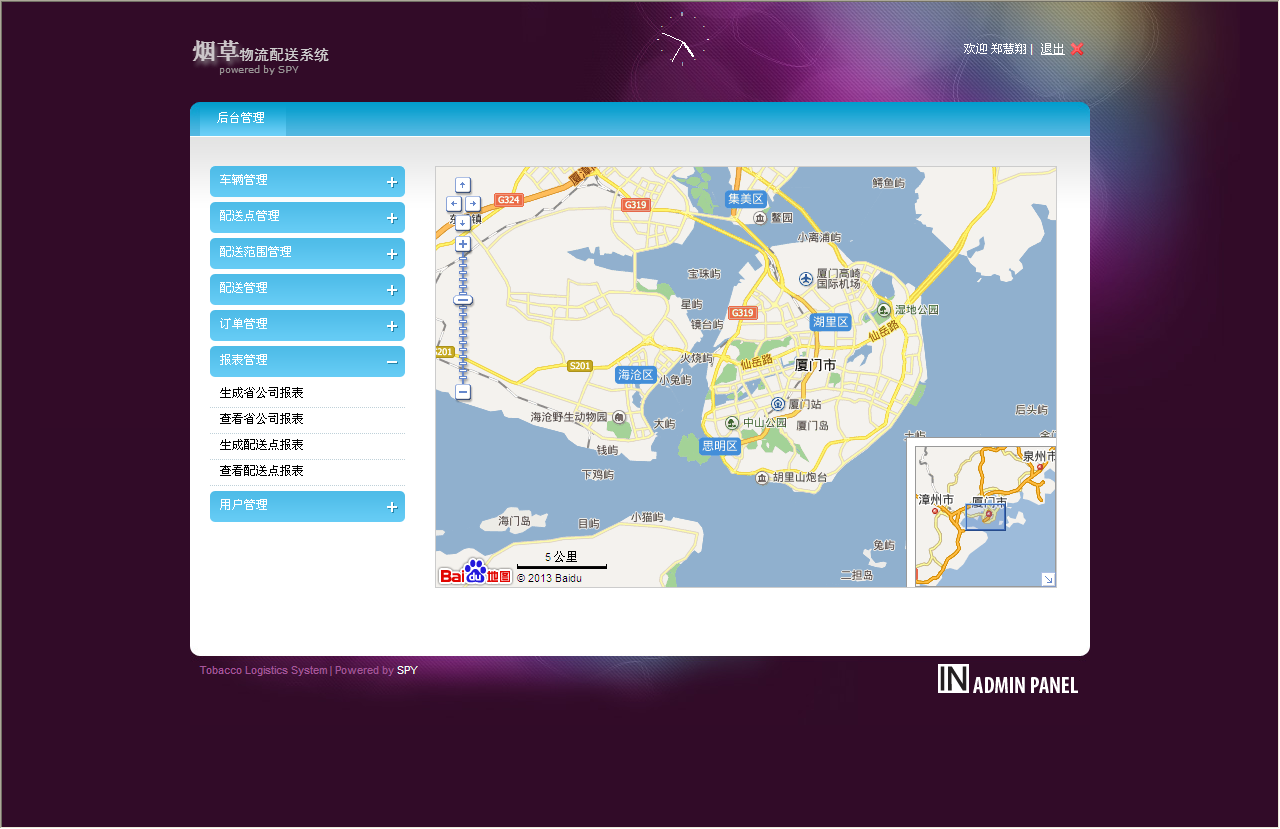 烟草物流配送系统
powered by SPY
欢迎 郑慧翔 | 退出
后台管理
车辆管理
配送点管理
配送范围管理
配送管理
订单管理
报表管理
生成省公司报表
查看省公司报表
生成配送点报表
查看配送点报表
用户管理
G324
G319
集美区
鳌园
鳄鱼屿
小离浦屿
宝珠屿
厦门高崎
国际机场
星屿
G319
镜台屿
湖里区
湿地公园
仙岳路
S201
S201
火烧屿
仙岳路
厦门市
海沧区
小兔屿
厦门站
海沧野生动物园
大屿
中山公园
厦门岛
后头屿
思明区
钱屿
下鸡屿
胡里山炮台
海门岛
目屿
小猫屿
兔屿
二担岛
泉州市
漳州市
厦门市
5 公里
Bai du 地图
© 2013 Baidu
Tobacco Logistics System | Powered by SPY
IN ADMIN PANEL